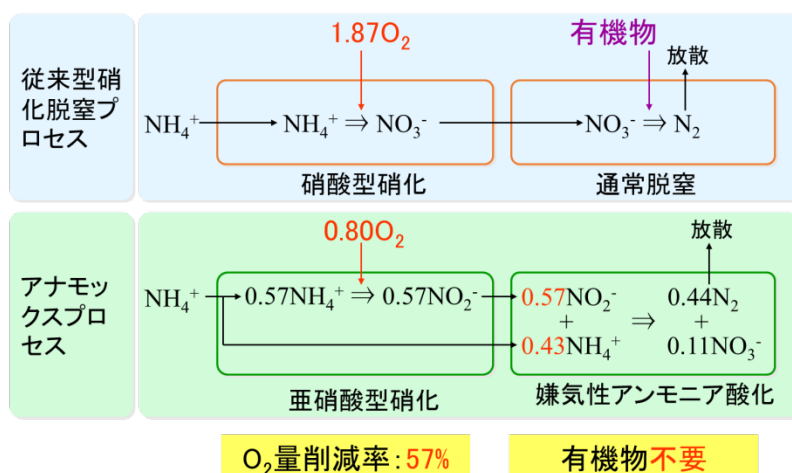 従来型硝
化脱窒プ
ロセス
1.87O₂
有機物
放散
NH₄⁺
NH₄⁺ ⇒ NO₃⁻
NO₃⁻ ⇒ N₂
硝酸型硝化
通常脱窒
アナモッ
クスプロ
セス
0.80O₂
放散
NH₄⁺
0.57NH₄⁺ ⇒ 0.57NO₂⁻
0.57NO₂⁻
+
0.43NH₄⁺
⇒
0.44N₂
+
0.11NO₃⁻
亜硝酸型硝化
嫌気性アンモニア酸化
O₂量削減率：57%
有機物不要